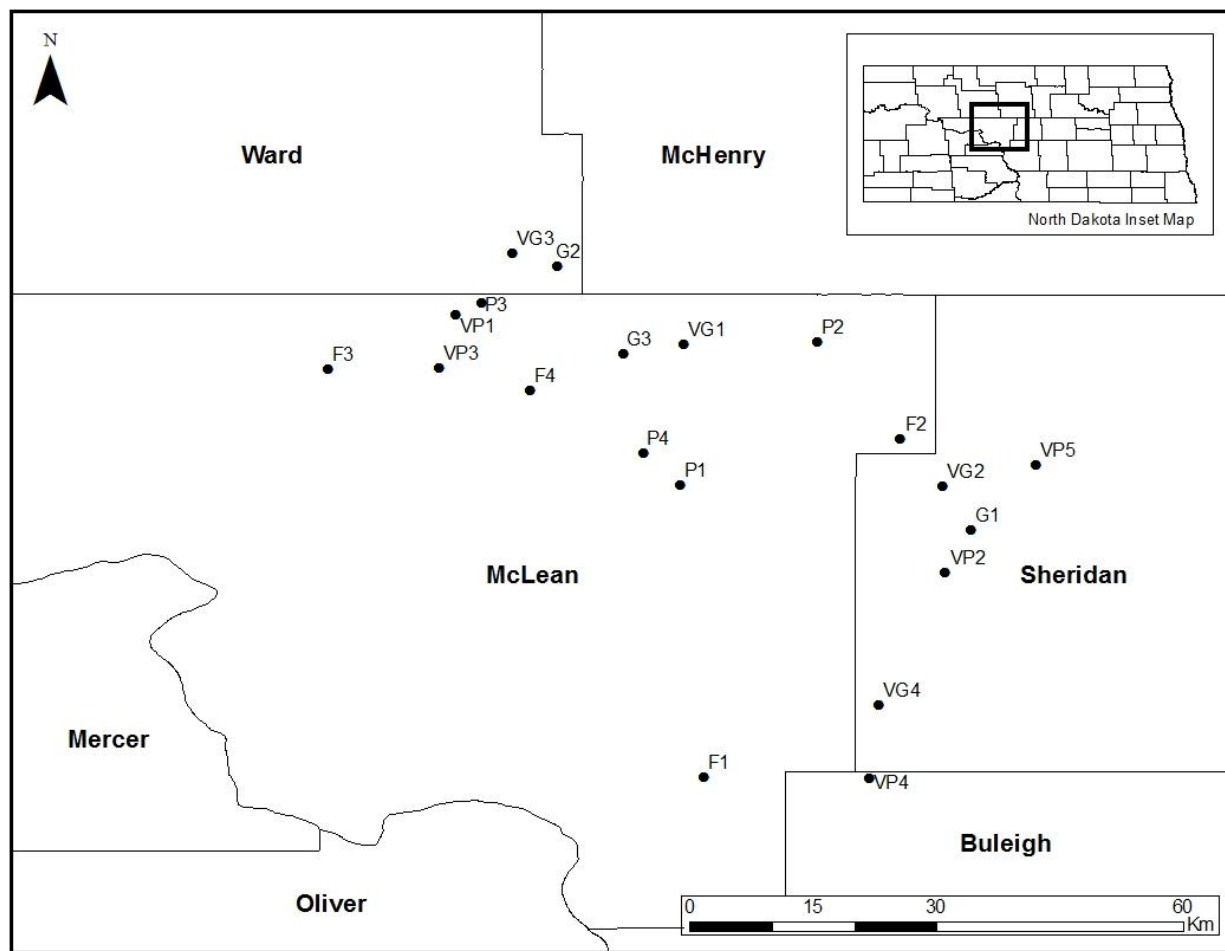 N
Ward
McHenry
North Dakota Inset Map
VG3
G2
P3
VP1
VG1
P2
G3
F3
VP3
F4
F2
P4
VP5
P1
VG2
G1
VP2
McLean
Sheridan
VG4
Mercer
F1
VP4
Buleigh
Oliver
0 15 30 60
Km